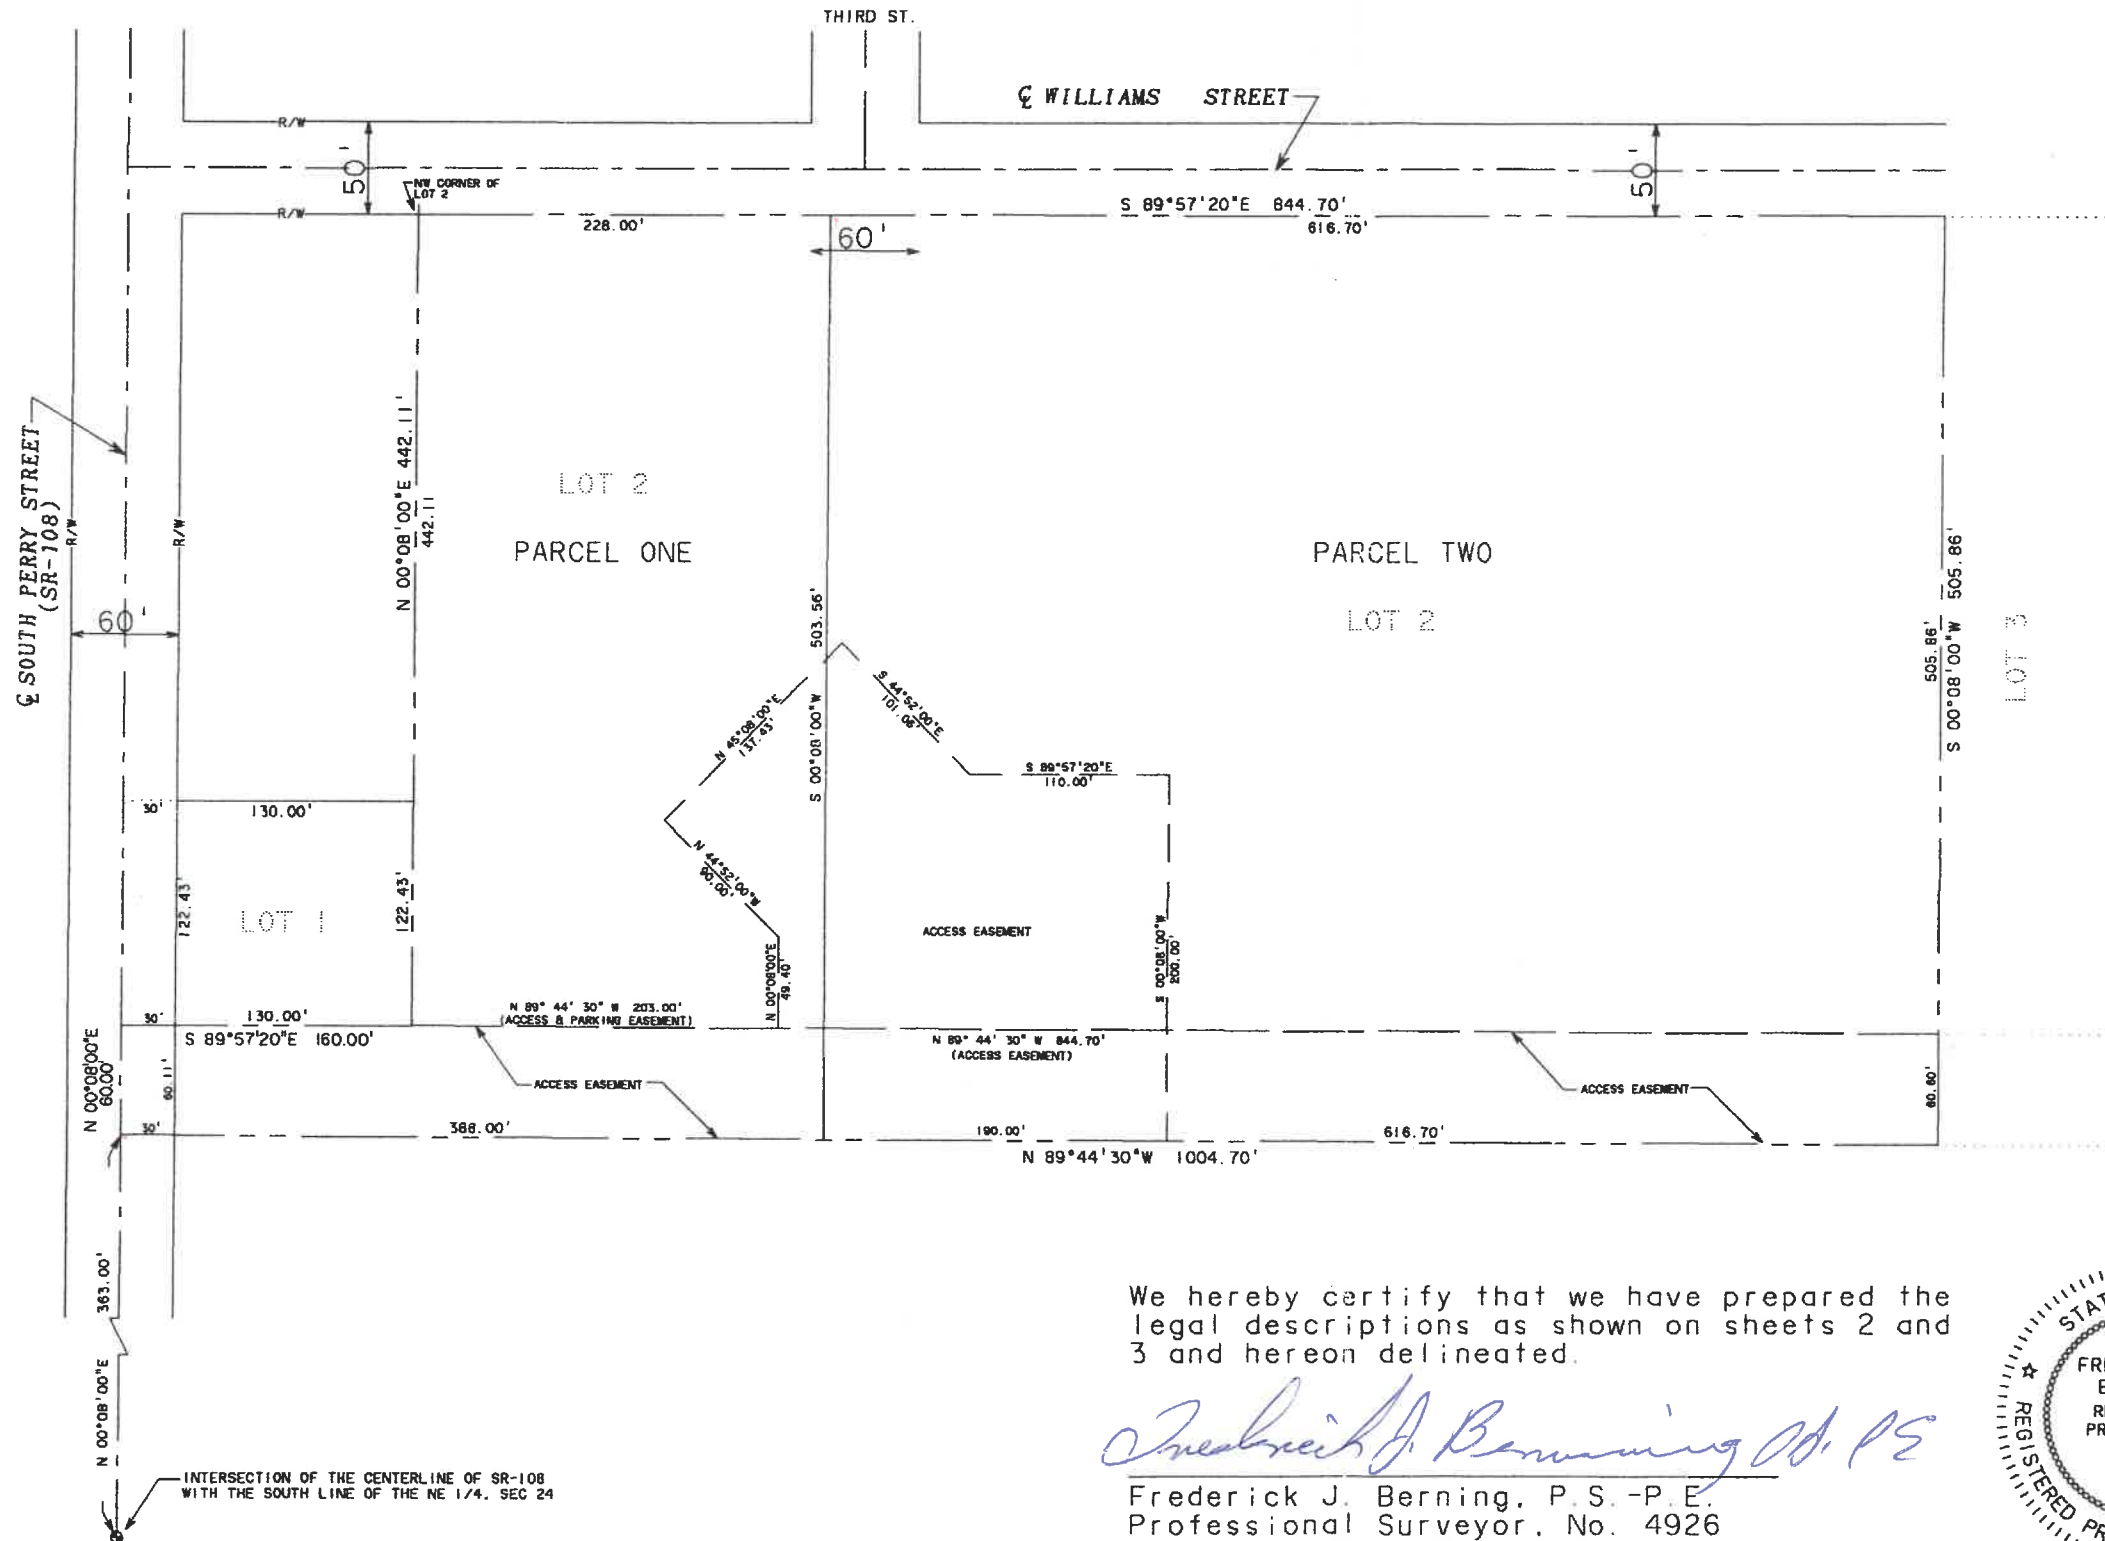 THIRD ST.
℄ WILLIAMS STREET
R/W
50'
50'
NW CORNER OF
LOT 2
R/W
228.00'
S 89°57'20"E 844.70'
616.70'
60'
℄ SOUTH PERRY STREET
(SR-108)
R/W
R/W
60'
N 00°08'00"E 442.11'
442.11
LOT 2
PARCEL ONE
503.56'
S 00°08'00"W
PARCEL TWO
LOT 2
505.86'
S 00°08'00"W 505.86'
LOT 3
N 45°08'00"E
137.43'
S 44°52'00"E
101.06'
S 89°57'20"E
110.00'
30'
130.00'
N 44°52'00"W
90.00'
122.43'
LOT 1
122.43'
ACCESS EASEMENT
N 00°08'00"E
49.40'
S 00°08'00"W
200.00'
30'
130.00'
S 89°57'20"E 160.00'
N 89° 44' 30" W 203.00'
(ACCESS & PARKING EASEMENT)
N 89° 44' 30" W 844.70'
(ACCESS EASEMENT)
N 00°08'00"E
60.00'
60.11'
ACCESS EASEMENT
ACCESS EASEMENT
60.60'
30'
388.00'
190.00'
616.70'
N 89°44'30"W 1004.70'
363.00'
N 00°08'00"E
INTERSECTION OF THE CENTERLINE OF SR-108
WITH THE SOUTH LINE OF THE NE 1/4, SEC 24
We hereby certify that we have prepared the
legal descriptions as shown on sheets 2 and
3 and hereon delineated.
Frederick J. Berning
Frederick J. Berning, P.S.-P.E.
Professional Surveyor, No. 4926
STAT
FR
REGISTERED PR